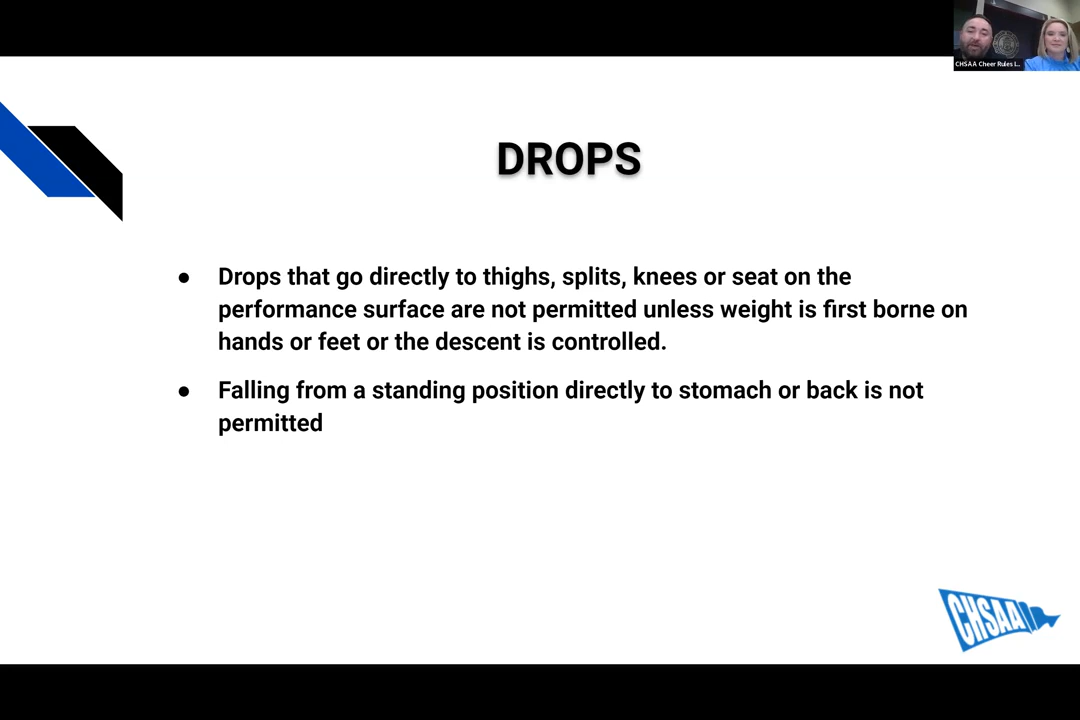 CHSAA Cheer Rules I...
DROPS
● Drops that go directly to thighs, splits, knees or seat on the
performance surface are not permitted unless weight is first borne on
hands or feet or the descent is controlled.
● Falling from a standing position directly to stomach or back is not
permitted
CHSAA